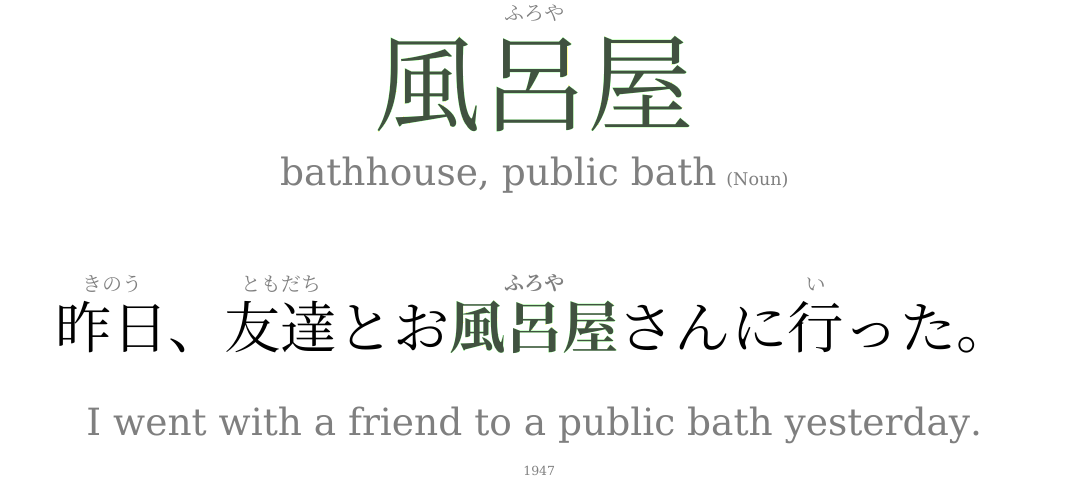 ふろや
風呂屋
bathhouse, public bath (Noun)
きのう ともだち ふろや い
昨日、友達とお風呂屋さんに行った。
I went with a friend to a public bath yesterday.
1947